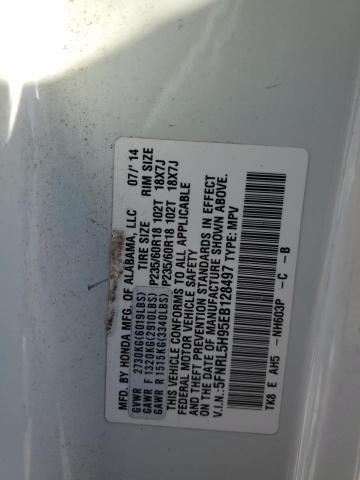 MFD. BY HONDA MFG. OF ALABAMA, LLC 07/'14
TIRE SIZE RIM SIZE
GVWR 2730KG(6019LBS)
GAWR F 1320KG(2910LBS) P235/60R18 102T 18X7J
GAWR R 1515KG(3340LBS) P235/60R18 102T 18X7J
THIS VEHICLE CONFORMS TO ALL APPLICABLE
FEDERAL MOTOR VEHICLE SAFETY
AND THEFT PREVENTION STANDARDS IN EFFECT
ON THE DATE OF MANUFACTURE SHOWN ABOVE.
V.I.N.:5FNRL5H95EB128497 TYPE: MPV
TK8 E AH5 -NH603P -C -B